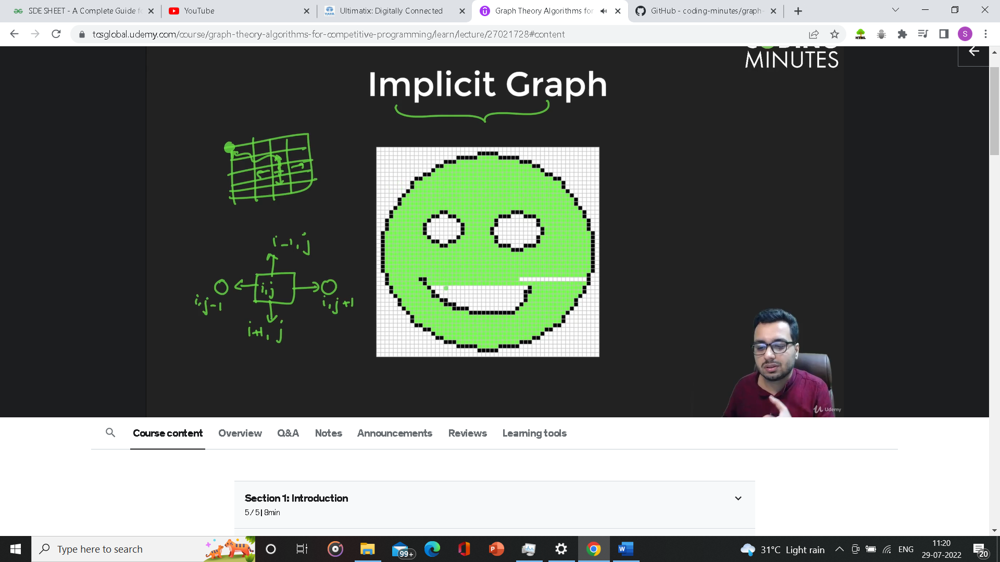 SDE SHEET - A Complete Guide fo
YouTube
Ultimatix: Digitally Connected
Graph Theory Algorithms for
GitHub - coding-minutes/graph-
tcsglobal.udemy.com/course/graph-theory-algorithms-for-competitive-programming/learn/lecture/27021728#content
HTML
S
CODING
MINUTES
Implicit Graph
i-1, j
i, j
i, j-1
i, j+1
i+1, j
Udemy
Course content
Overview
Q&A
Notes
Announcements
Reviews
Learning tools
Section 1: Introduction
5 / 5 | 8min
Type here to search
99+
31°C Light rain
ENG
11:20
29-07-2022
20